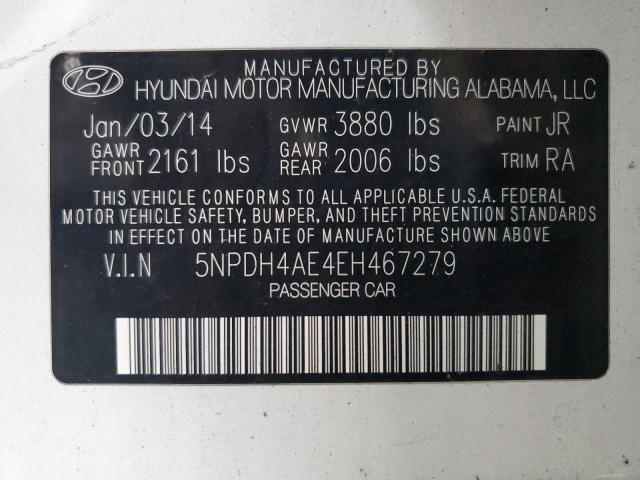 MANUFACTURED BY
HYUNDAI MOTOR MANUFACTURING ALABAMA, LLC
Jan/03/14 GVWR 3880 lbs PAINT JR
GAWR FRONT 2161 lbs GAWR REAR 2006 lbs TRIM RA
THIS VEHICLE CONFORMS TO ALL APPLICABLE U.S.A. FEDERAL
MOTOR VEHICLE SAFETY, BUMPER, AND THEFT PREVENTION STANDARDS
IN EFFECT ON THE DATE OF MANUFACTURE SHOWN ABOVE
V.I.N 5NPDH4AE4EH467279
PASSENGER CAR